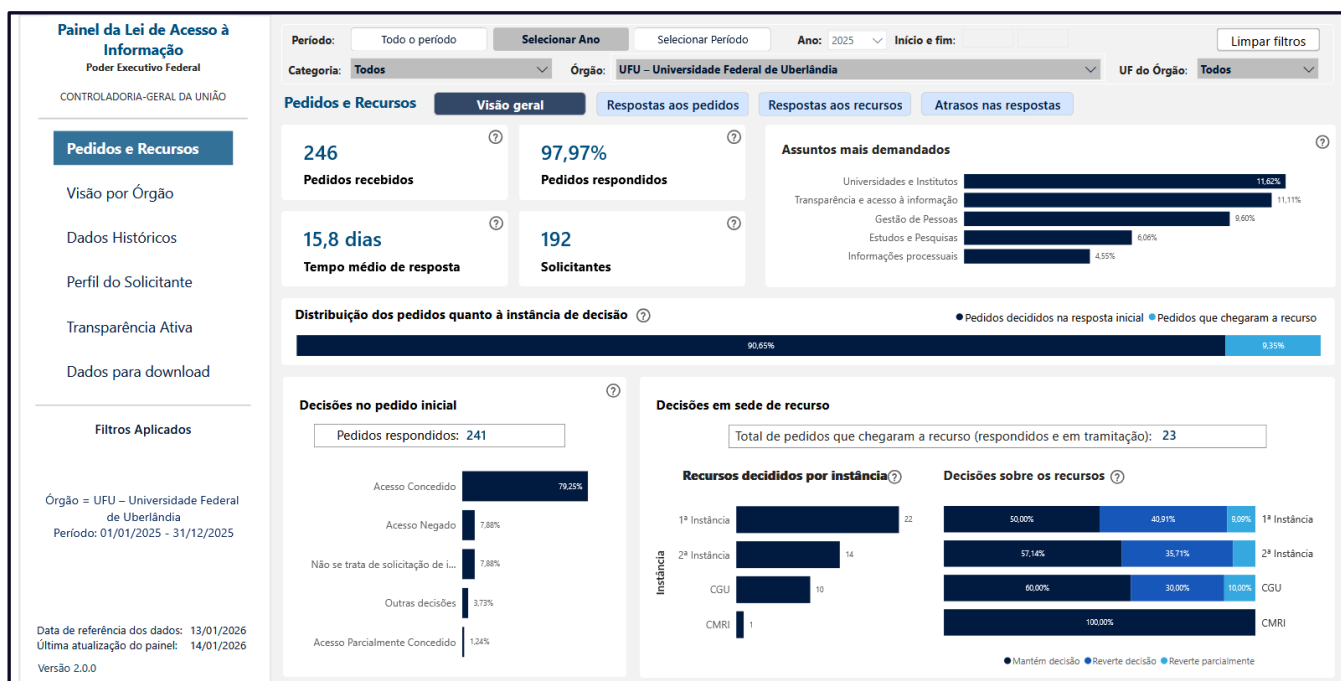 Painel da Lei de Acesso à
Informação
Poder Executivo Federal
CONTROLADORIA-GERAL DA UNIÃO
Pedidos e Recursos
Visão por Órgão
Dados Históricos
Perfil do Solicitante
Transparência Ativa
Dados para download
Filtros Aplicados
Órgão = UFU – Universidade Federal
de Uberlândia
Período: 01/01/2025 - 31/12/2025
Data de referência dos dados: 13/01/2026
Última atualização do painel: 14/01/2026
Versão 2.0.0
Período: Todo o período Selecionar Ano Selecionar Período Ano: 2025 Início e fim: Limpar filtros
Categoria: Todos Órgão: UFU – Universidade Federal de Uberlândia UF do Órgão: Todos
Pedidos e Recursos Visão geral Respostas aos pedidos Respostas aos recursos Atrasos nas respostas
246
Pedidos recebidos
97,97%
Pedidos respondidos
15,8 dias
Tempo médio de resposta
192
Solicitantes
Assuntos mais demandados
Universidades e Institutos 11,62%
Transparência e acesso à informação 11,11%
Gestão de Pessoas 9,60%
Estudos e Pesquisas 6,06%
Informações processuais 4,55%
Distribuição dos pedidos quanto à instância de decisão
Pedidos decididos na resposta inicial Pedidos que chegaram a recurso
90,65% 9,35%
Decisões no pedido inicial
Pedidos respondidos: 241
Acesso Concedido 79,25%
Acesso Negado 7,88%
Não se trata de solicitação de i... 7,88%
Outras decisões 3,73%
Acesso Parcialmente Concedido 1,24%
Decisões em sede de recurso
Total de pedidos que chegaram a recurso (respondidos e em tramitação): 23
Recursos decididos por instância
Instância
1ª Instância 22
2ª Instância 14
CGU 10
CMRI 1
Decisões sobre os recursos
50,00% 40,91% 9,09% 1ª Instância
57,14% 35,71% 2ª Instância
60,00% 30,00% 10,00% CGU
100,00% CMRI
Mantém decisão Reverte decisão Reverte parcialmente